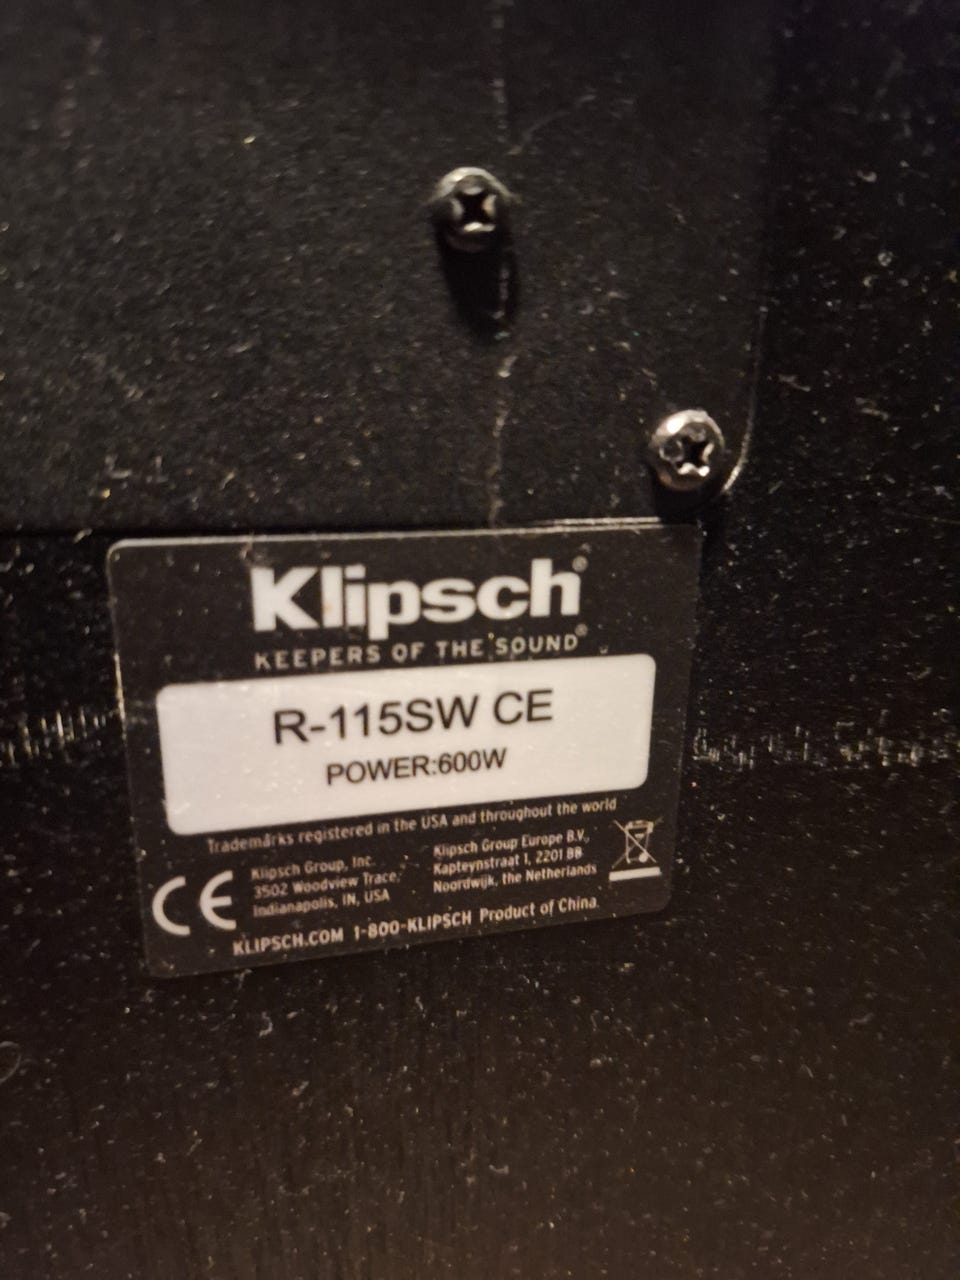 Klipsch®
KEEPERS OF THE SOUND®
R-115SW CE
POWER:600W
Trademarks registered in the USA and throughout the world
CE
Klipsch Group, Inc.
3502 Woodview Trace,
Indianapolis, IN, USA
Klipsch Group Europe B.V.,
Kapteynstraat 1, 2201 BB
Noordwijk, the Netherlands
KLIPSCH.COM 1-800-KLIPSCH Product of China.